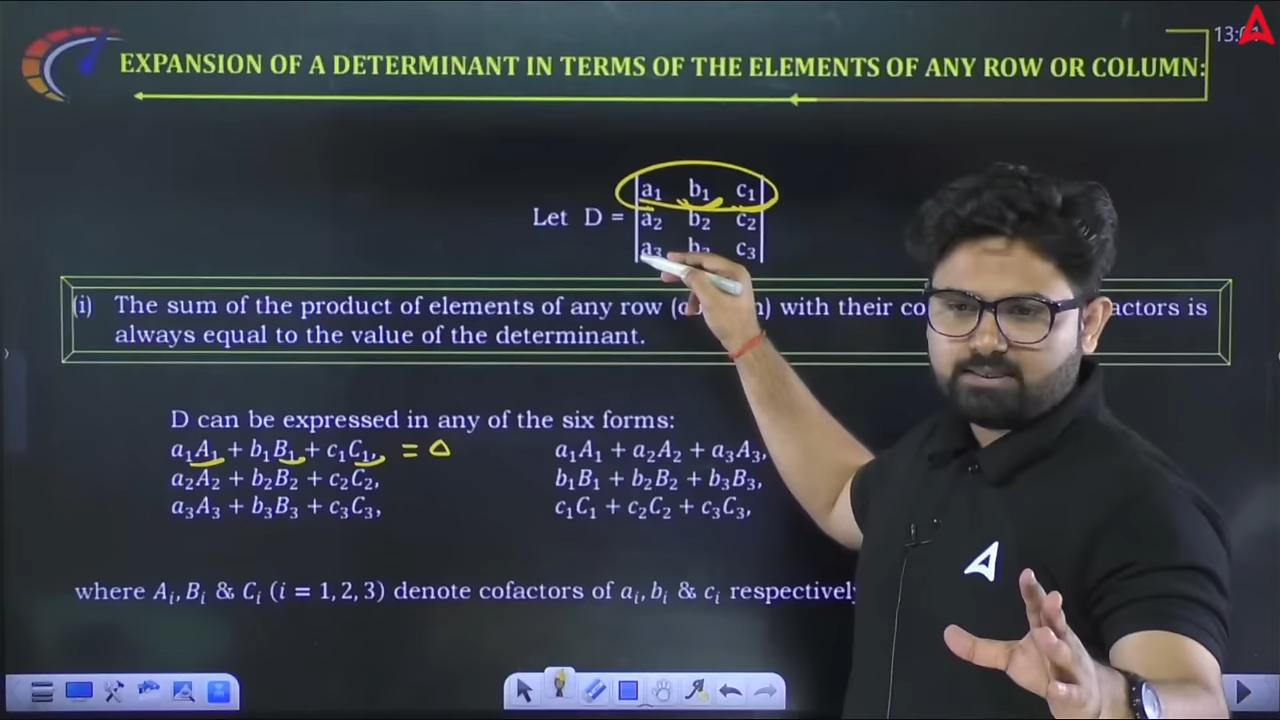 13:0
EXPANSION OF A DETERMINANT IN TERMS OF THE ELEMENTS OF ANY ROW OR COLUMN:
a₁ b₁ c₁
Let D = a₂ b₂ c₂
a₃ c₃
(i) The sum of the product of elements of any row ( with their co actors is
always equal to the value of the determinant.
D can be expressed in any of the six forms:
a₁A₁ + b₁B₁ + c₁C₁, = Δ a₁A₁ + a₂A₂ + a₃A₃,
a₂A₂ + b₂B₂ + c₂C₂, b₁B₁ + b₂B₂ + b₃B₃,
a₃A₃ + b₃B₃ + c₃C₃, c₁C₁ + c₂C₂ + c₃C₃,
where Aᵢ, Bᵢ & Cᵢ (i = 1, 2, 3) denote cofactors of aᵢ, bᵢ & cᵢ respectively